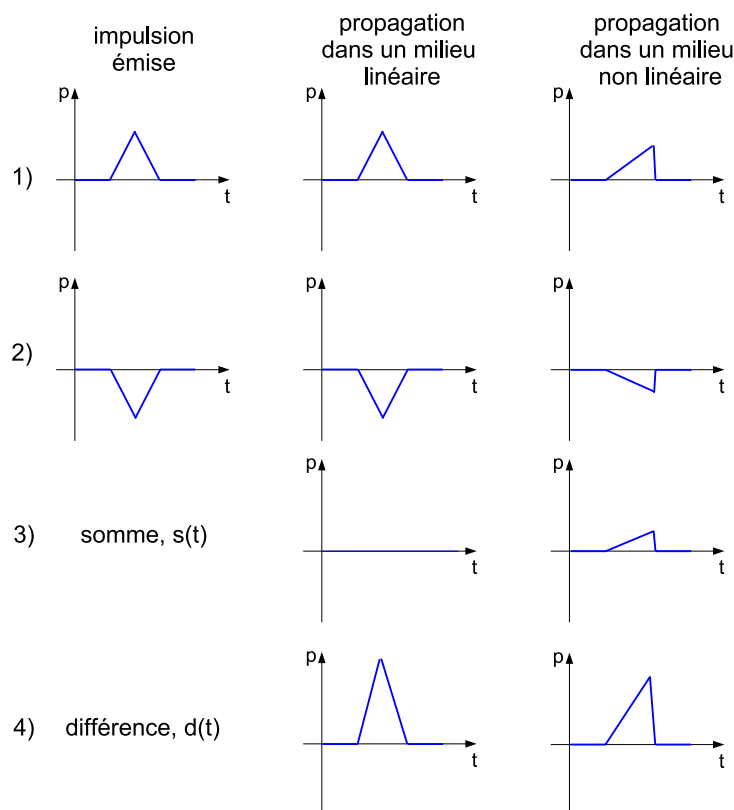 impulsion
émise
propagation
dans un milieu
linéaire
propagation
dans un milieu
non linéaire
1)
p
t
p
t
p
t
2)
p
t
p
t
p
t
3) somme, s(t)
p
t
p
t
4) différence, d(t)
p
t
p
t